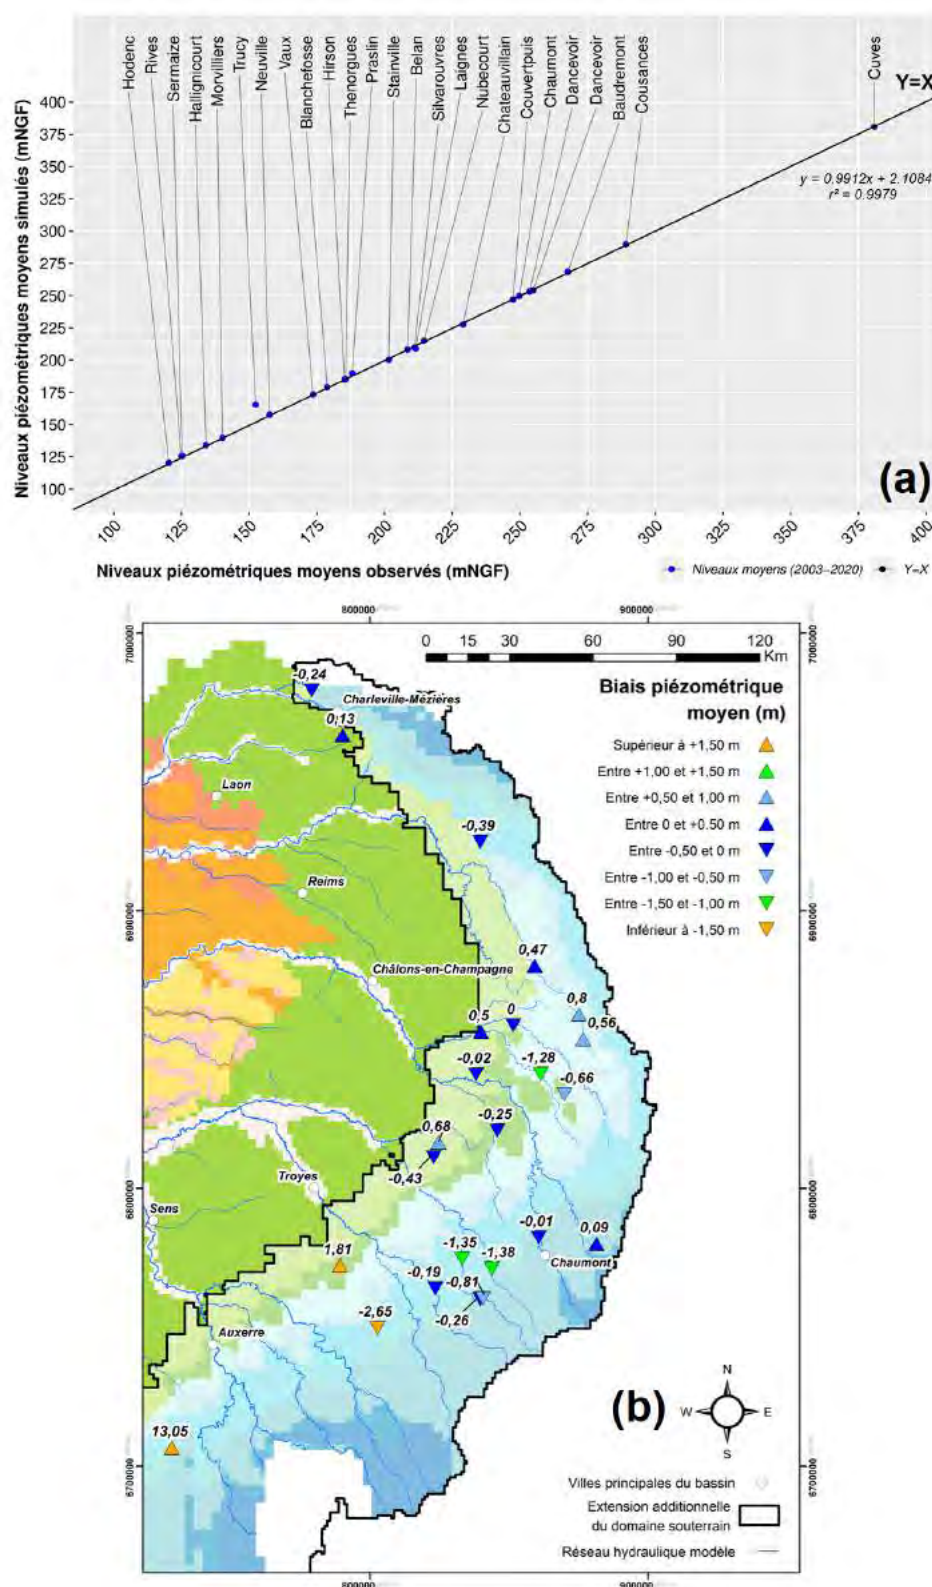 Hodenc
Rives
Sermaize
Hallignicourt
Morvilliers
Trucy
Neuville
Vaux
Blanchefosse
Hirson
Thenorgues
Praslin
Stainville
Belan
Silvarouvres
Laignes
Nubecourt
Chateauvillain
Couvertpuis
Chaumont
Dancevoir
Dancevoir
Baudremont
Cousances
Cuves
Y=X
y = 0.9912x + 2.1084
r² = 0.9979
Niveaux piézométriques moyens simulés (mNGF)
400
375
350
325
300
275
250
225
200
175
150
125
100
(a)
100
125
150
175
200
225
250
275
300
325
350
375
400
Niveaux piézométriques moyens observés (mNGF)
Niveaux moyens (2003–2020)
Y=X
800000
900000
7000000
7000000
0 15 30 60 90 120
Km
Biais piézométrique
moyen (m)
Supérieur à +1,50 m
Entre +1,00 et +1,50 m
Entre +0,50 et 1,00 m
Entre 0 et +0.50 m
Entre -0,50 et 0 m
Entre -1,00 et -0,50 m
Entre -1,50 et -1,00 m
Inférieur à -1,50 m
-0,24
Charleville-Mézières
0,13
Laon
-0,39
Reims
6900000
6900000
0,47
Châlons-en-Champagne
0,8
0
0,56
0,5
-0,02
-1,28
-0,66
-0,25
0,68
-0,43
Troyes
6800000
6800000
Sens
-0,01
0,09
1,81
-1,35
-1,38
Chaumont
-0,19
-0,81
-0,26
-2,65
Auxerre
(b)
N
W
E
S
13,05
6700000
6700000
Villes principales du bassin
Extension additionnelle
du domaine souterrain
Réseau hydraulique modèle
800000
900000